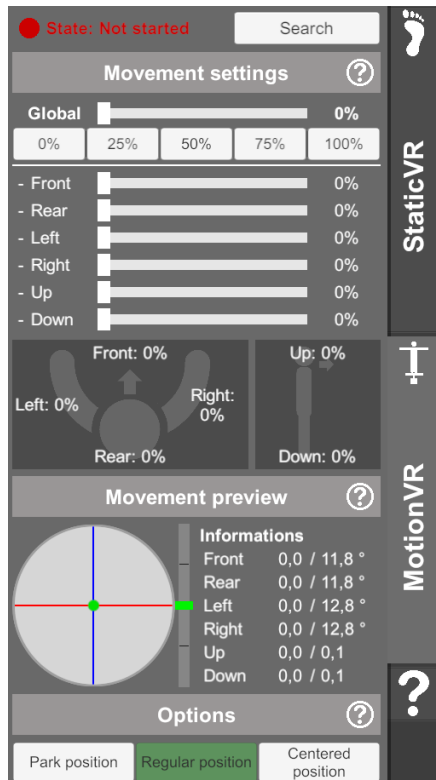 State: Not started
Search
Movement settings
?
Global 0%
0% 25% 50% 75% 100%
- Front 0%
- Rear 0%
- Left 0%
- Right 0%
- Up 0%
- Down 0%
Front: 0%
Left: 0%
Right:
0%
Rear: 0%
Up: 0%
Down: 0%
Movement preview
?
Informations
Front 0,0 / 11,8 °
Rear 0,0 / 11,8 °
Left 0,0 / 12,8 °
Right 0,0 / 12,8 °
Up 0,0 / 0,1
Down 0,0 / 0,1
Options
?
Park position
Regular position
Centered
position
StaticVR
MotionVR
?